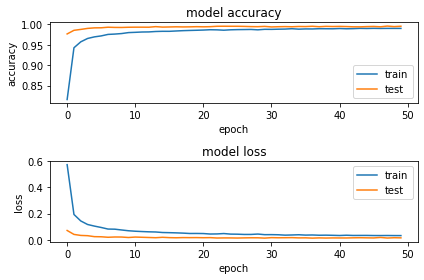 model accuracy
1.00
0.95
0.90
0.85
accuracy
train
test
0 10 20 30 40 50
epoch
model loss
0.6
0.4
0.2
0.0
loss
train
test
0 10 20 30 40 50
epoch